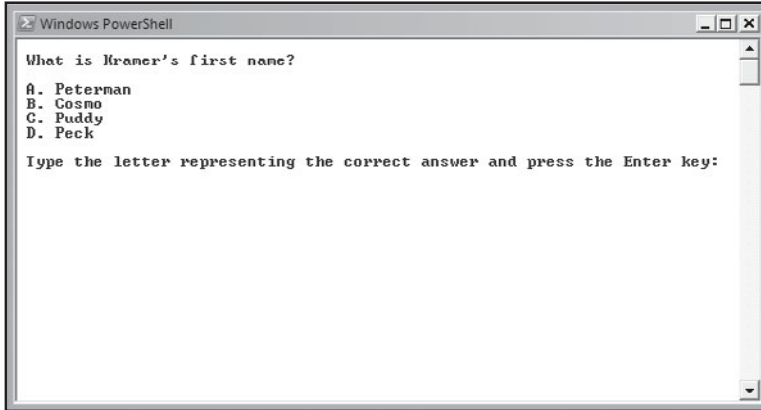 Windows PowerShell
What is Kramer's first name?
A. Peterman
B. Cosmo
C. Puddy
D. Peck
Type the letter representing the correct answer and press the Enter key: